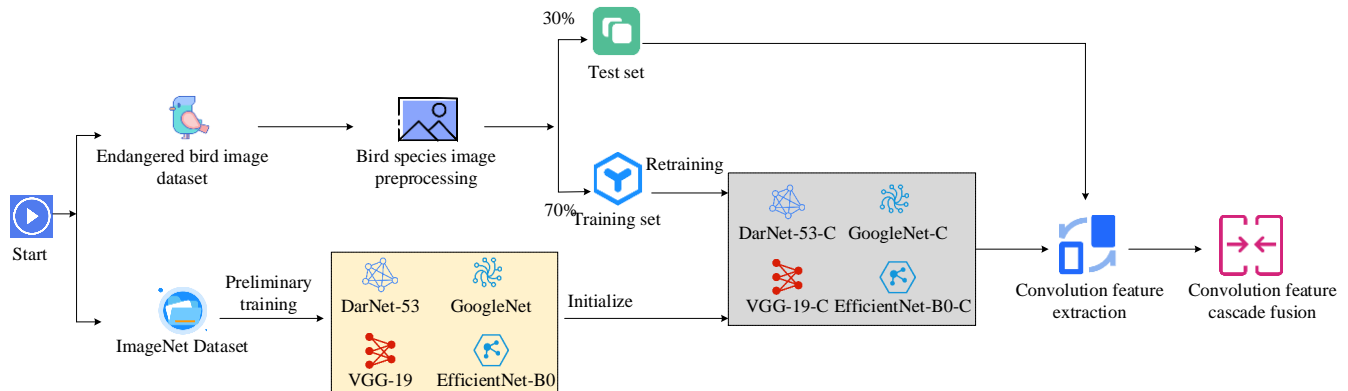 30%
Test set
Endangered bird image
dataset
Bird species image
preprocessing
Retraining
70%
Training set
DarNet-53-C
GoogleNet-C
VGG-19-C
EfficientNet-B0-C
Start
Preliminary
training
ImageNet Dataset
DarNet-53
GoogleNet
VGG-19
EfficientNet-B0
Initialize
Convolution feature
extraction
Convolution feature
cascade fusion